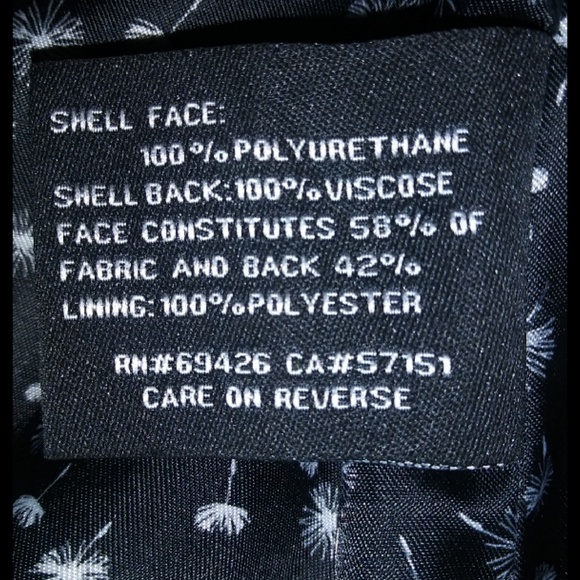 SHELL FACE:
100%POLYURETHANE
SHELL BACK:100%VISCOSE
FACE CONSTITUTES 58% OF
FABRIC AND BACK 42%
LINING:100%POLYESTER
RN#69426 CA#57151
CARE ON REVERSE